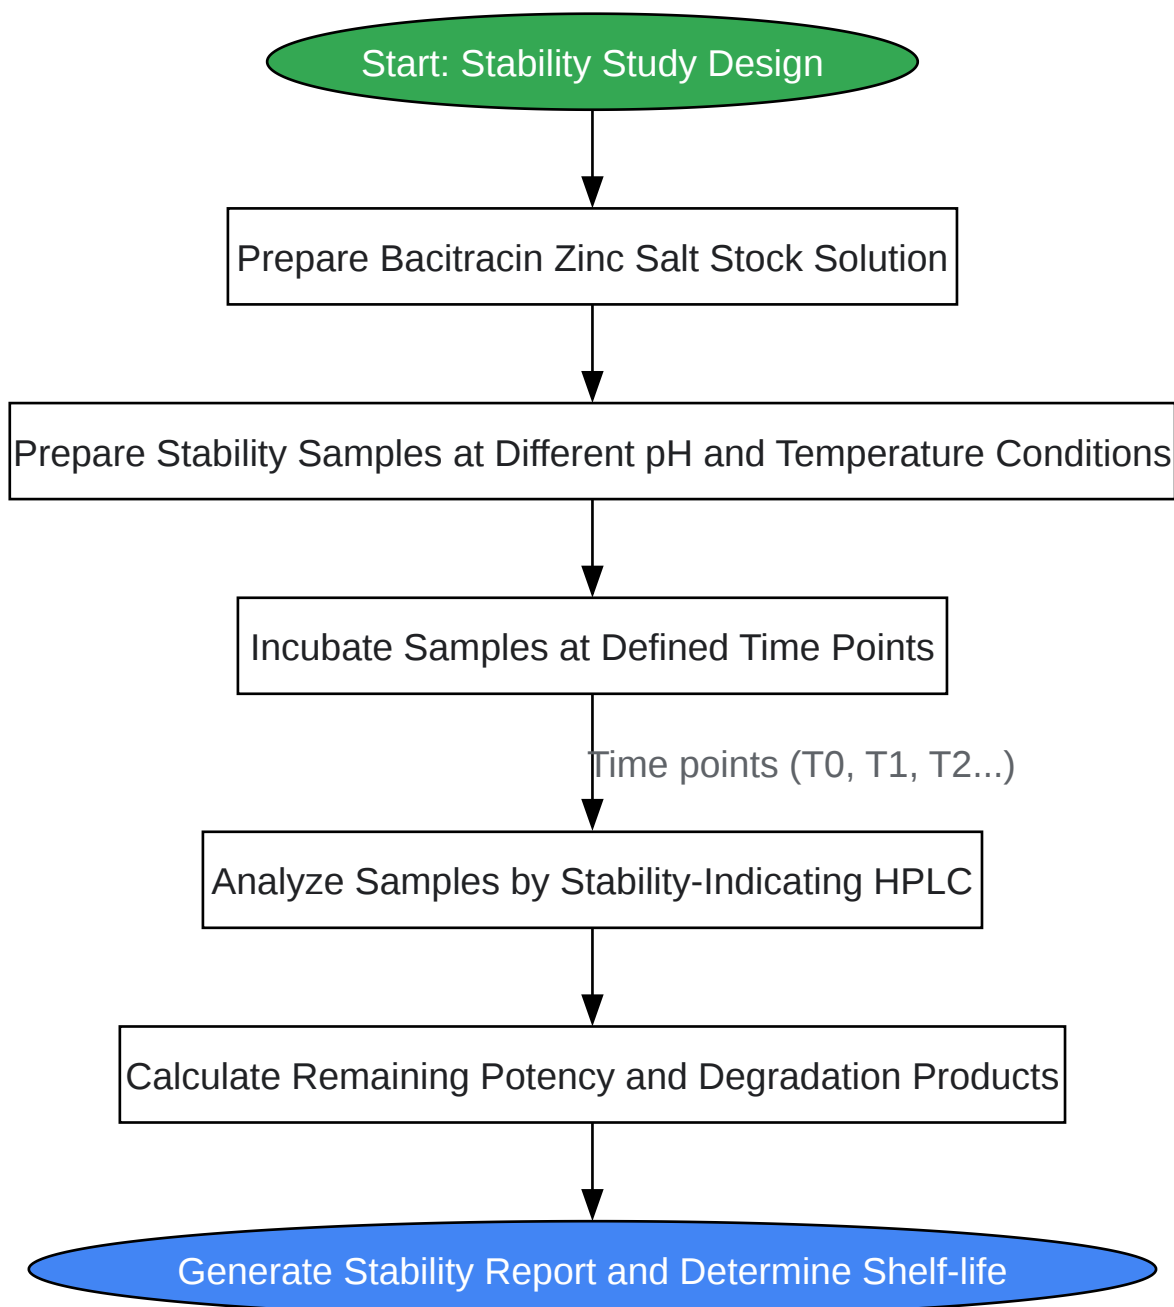 Start: Stability Study Design
Prepare Bacitracin Zinc Salt Stock Solution
Prepare Stability Samples at Different pH and Temperature Conditions
Incubate Samples at Defined Time Points
Time points (T0, T1, T2...)
Analyze Samples by Stability-Indicating HPLC
Calculate Remaining Potency and Degradation Products
Generate Stability Report and Determine Shelf-life